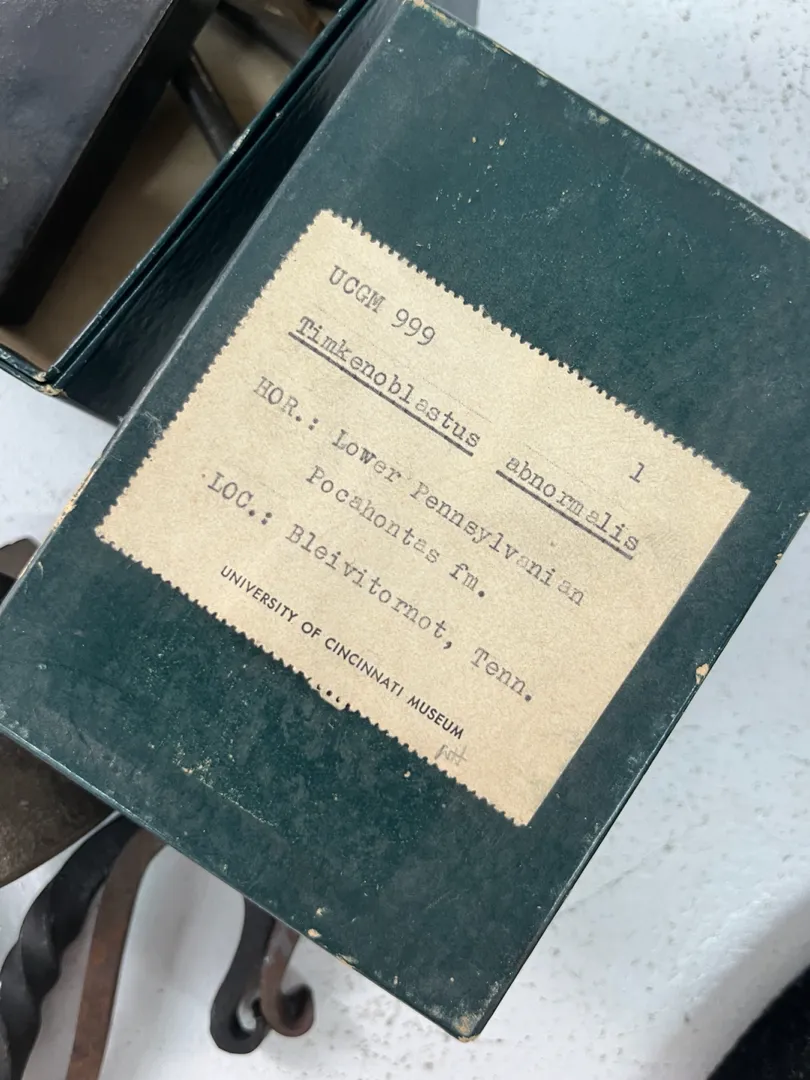 UCGM 999
1
Timkenoblastus abnormalis
HOR.: Lower Pennsylvanian
Pocahontas fm.
LOC.: Bleivitornot, Tenn.
UNIVERSITY OF CINCINNATI MUSEUM